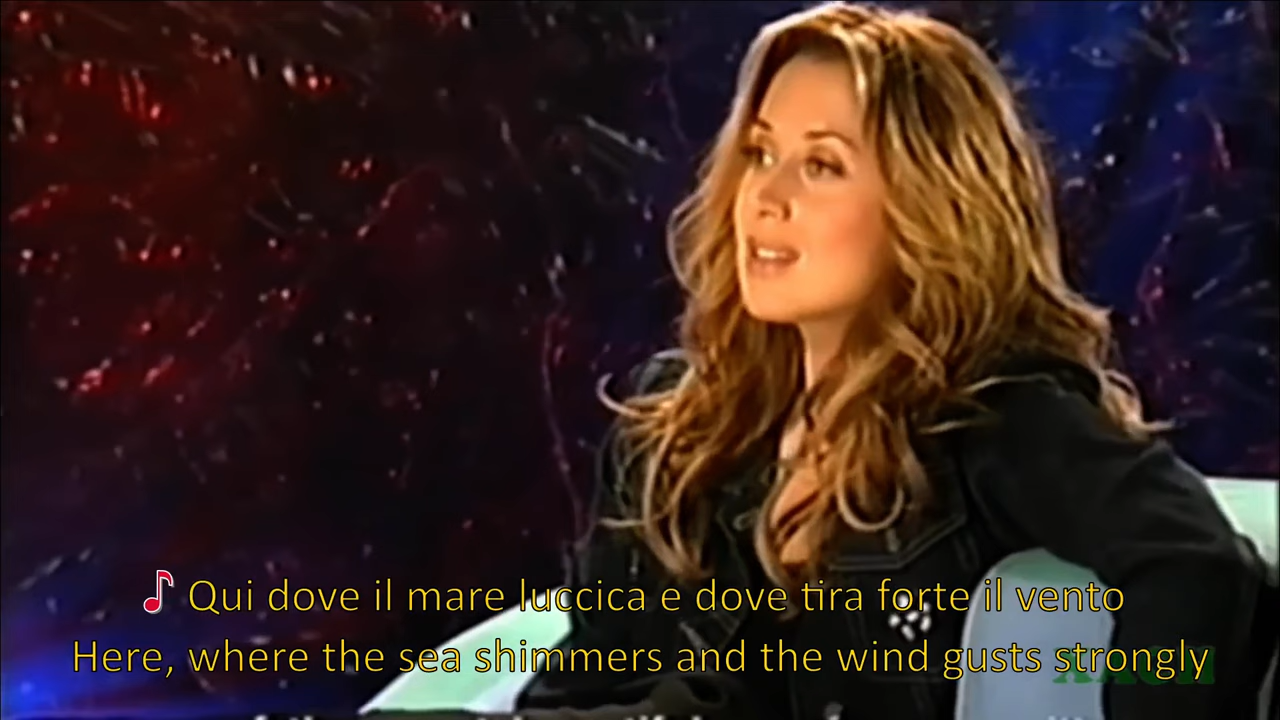 Qui dove il mare luccica e dove tira forte il vento
Here, where the sea shimmers and the wind gusts strongly